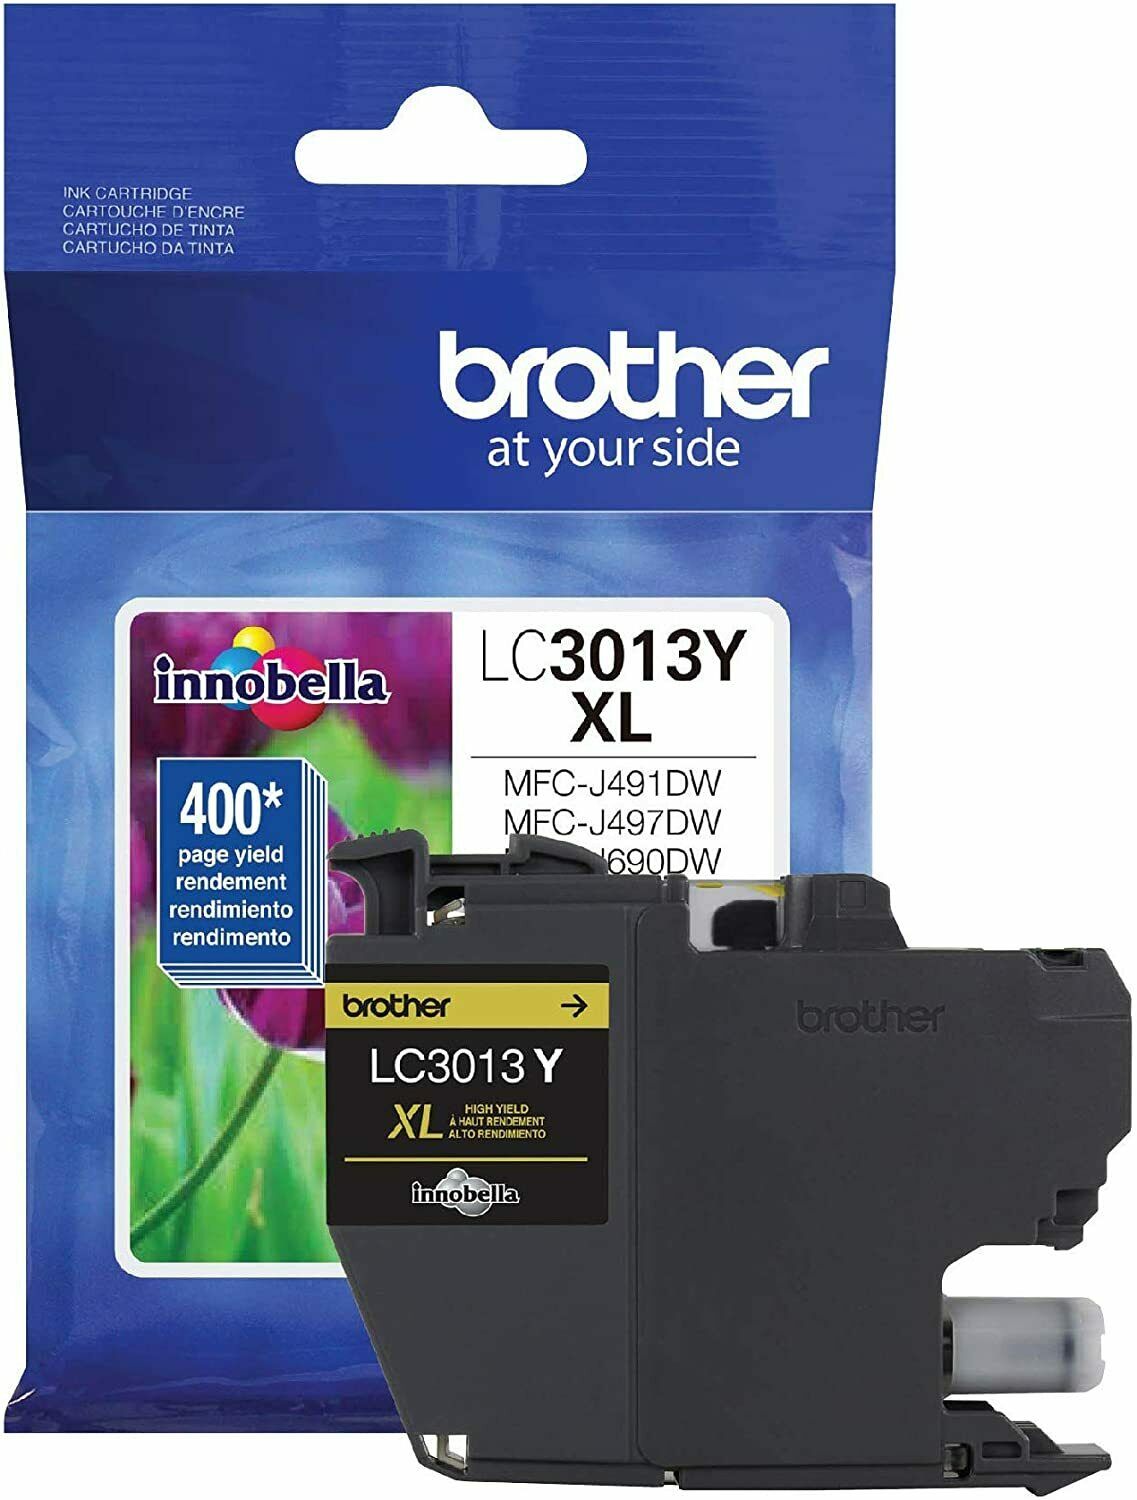 INK CARTRIDGE
CARTOUCHE D'ENCRE
CARTUCHO DE TINTA
CARTUCHO DA TINTA
brother
at your side
innobella
LC3013Y
XL
MFC-J491DW
MFC-J497DW
J690DW
400*
page yield
rendement
rendimiento
rendimento
brother →
LC3013 Y
XL HIGH YIELD
À HAUT RENDEMENT
ALTO RENDIMIENTO
innobella
brother